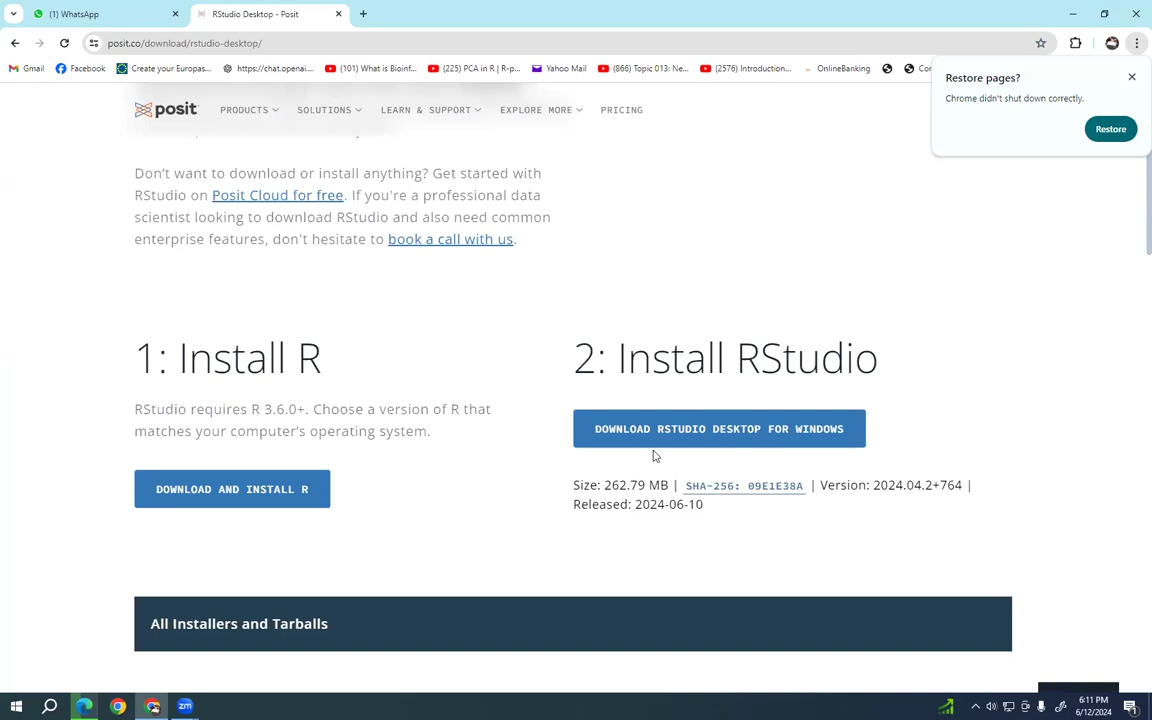 (1) WhatsApp
RStudio Desktop - Posit
posit.co/download/rstudio-desktop/
Gmail
Facebook
Create your Europas...
https://chat.openai....
(101) What is Bioinf...
(225) PCA in R | R-p...
Yahoo Mail
(866) Topic 013: Ne...
(2576) Introduction...
OnlineBanking
Restore pages?
Chrome didn't shut down correctly.
Restore
posit
PRODUCTS
SOLUTIONS
LEARN & SUPPORT
EXPLORE MORE
PRICING
Don't want to download or install anything? Get started with
RStudio on Posit Cloud for free. If you're a professional data
scientist looking to download RStudio and also need common
enterprise features, don't hesitate to book a call with us.
1: Install R
RStudio requires R 3.6.0+. Choose a version of R that
matches your computer's operating system.
DOWNLOAD AND INSTALL R
2: Install RStudio
DOWNLOAD RSTUDIO DESKTOP FOR WINDOWS
Size: 262.79 MB | SHA-256: 09E1E38A | Version: 2024.04.2+764 |
Released: 2024-06-10
All Installers and Tarballs
zm
6:11 PM
6/12/2024